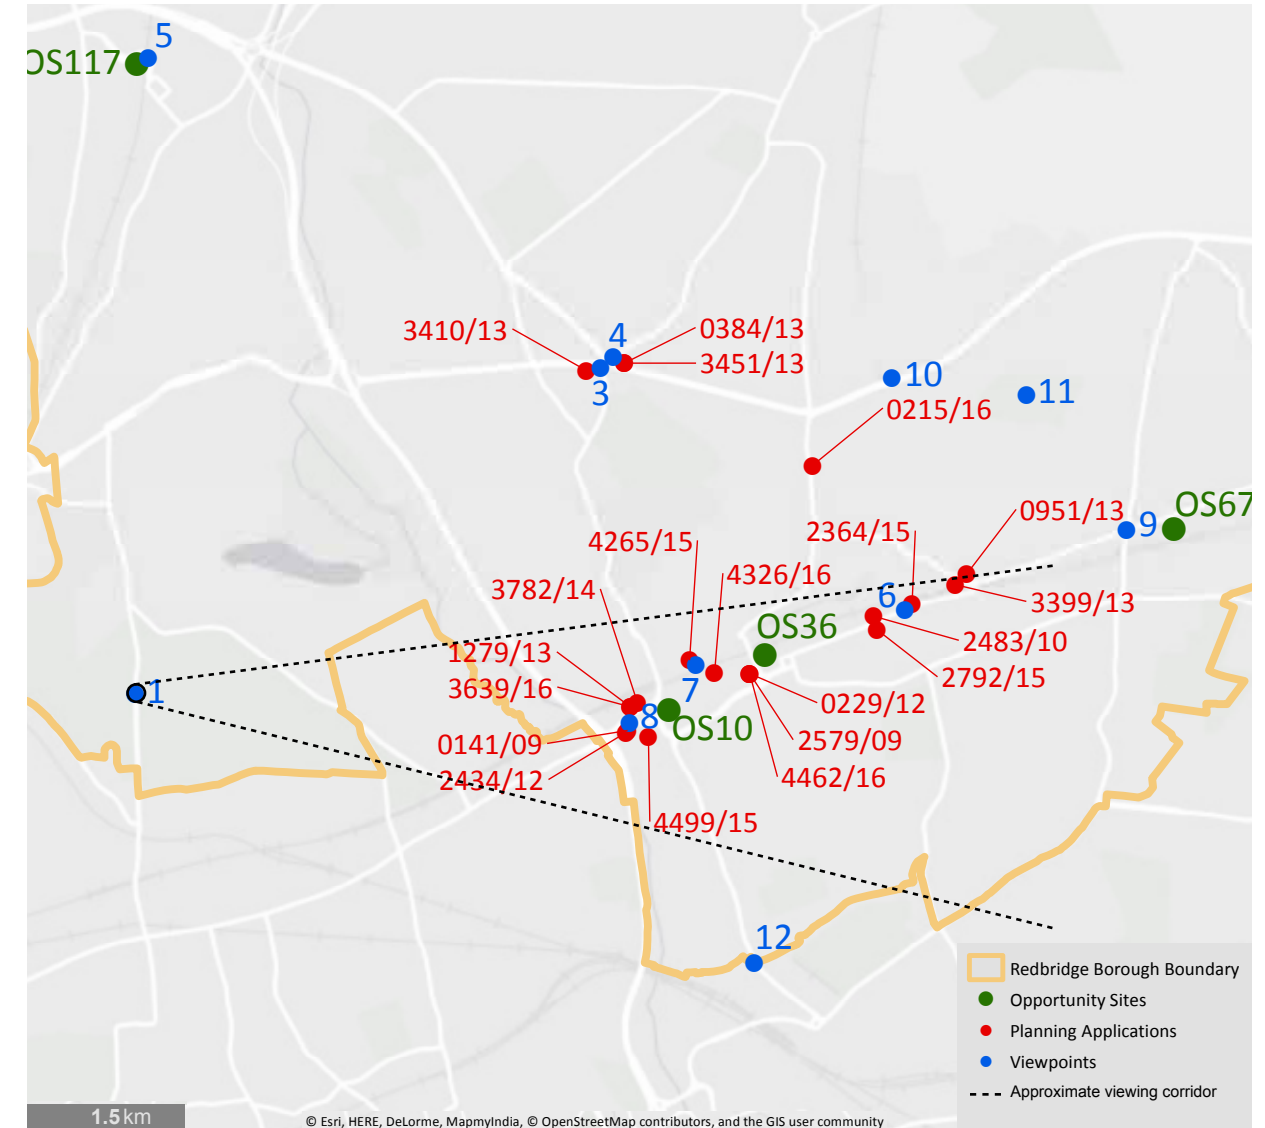 5
OS117
4
3410/13
0384/13
3451/13
3
10
11
0215/16
OS67
0951/13
9
2364/15
4265/15
4326/16
3782/14
6
3399/13
OS36
2483/10
1279/13
2792/15
3639/16
7
1
0229/12
8
OS10
2579/09
0141/09
4462/16
2434/12
4499/15
12
Redbridge Borough Boundary
Opportunity Sites
Planning Applications
Viewpoints
Approximate viewing corridor
1.5 km
© Esri, HERE, DeLorme, MapmyIndia, © OpenStreetMap contributors, and the GIS user community